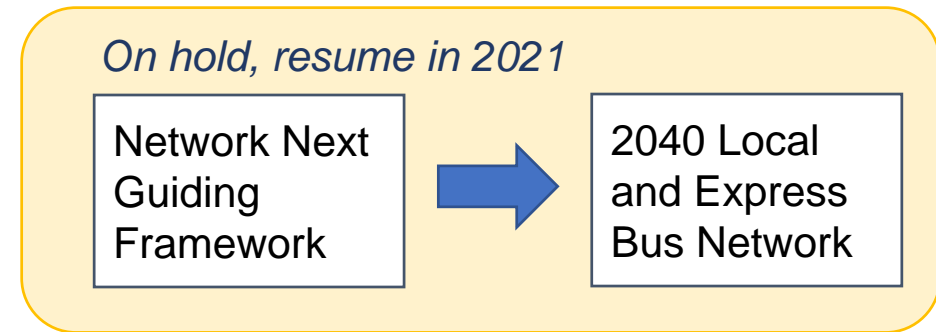 On hold, resume in 2021
Network Next
Guiding
Framework
2040 Local
and Express
Bus Network